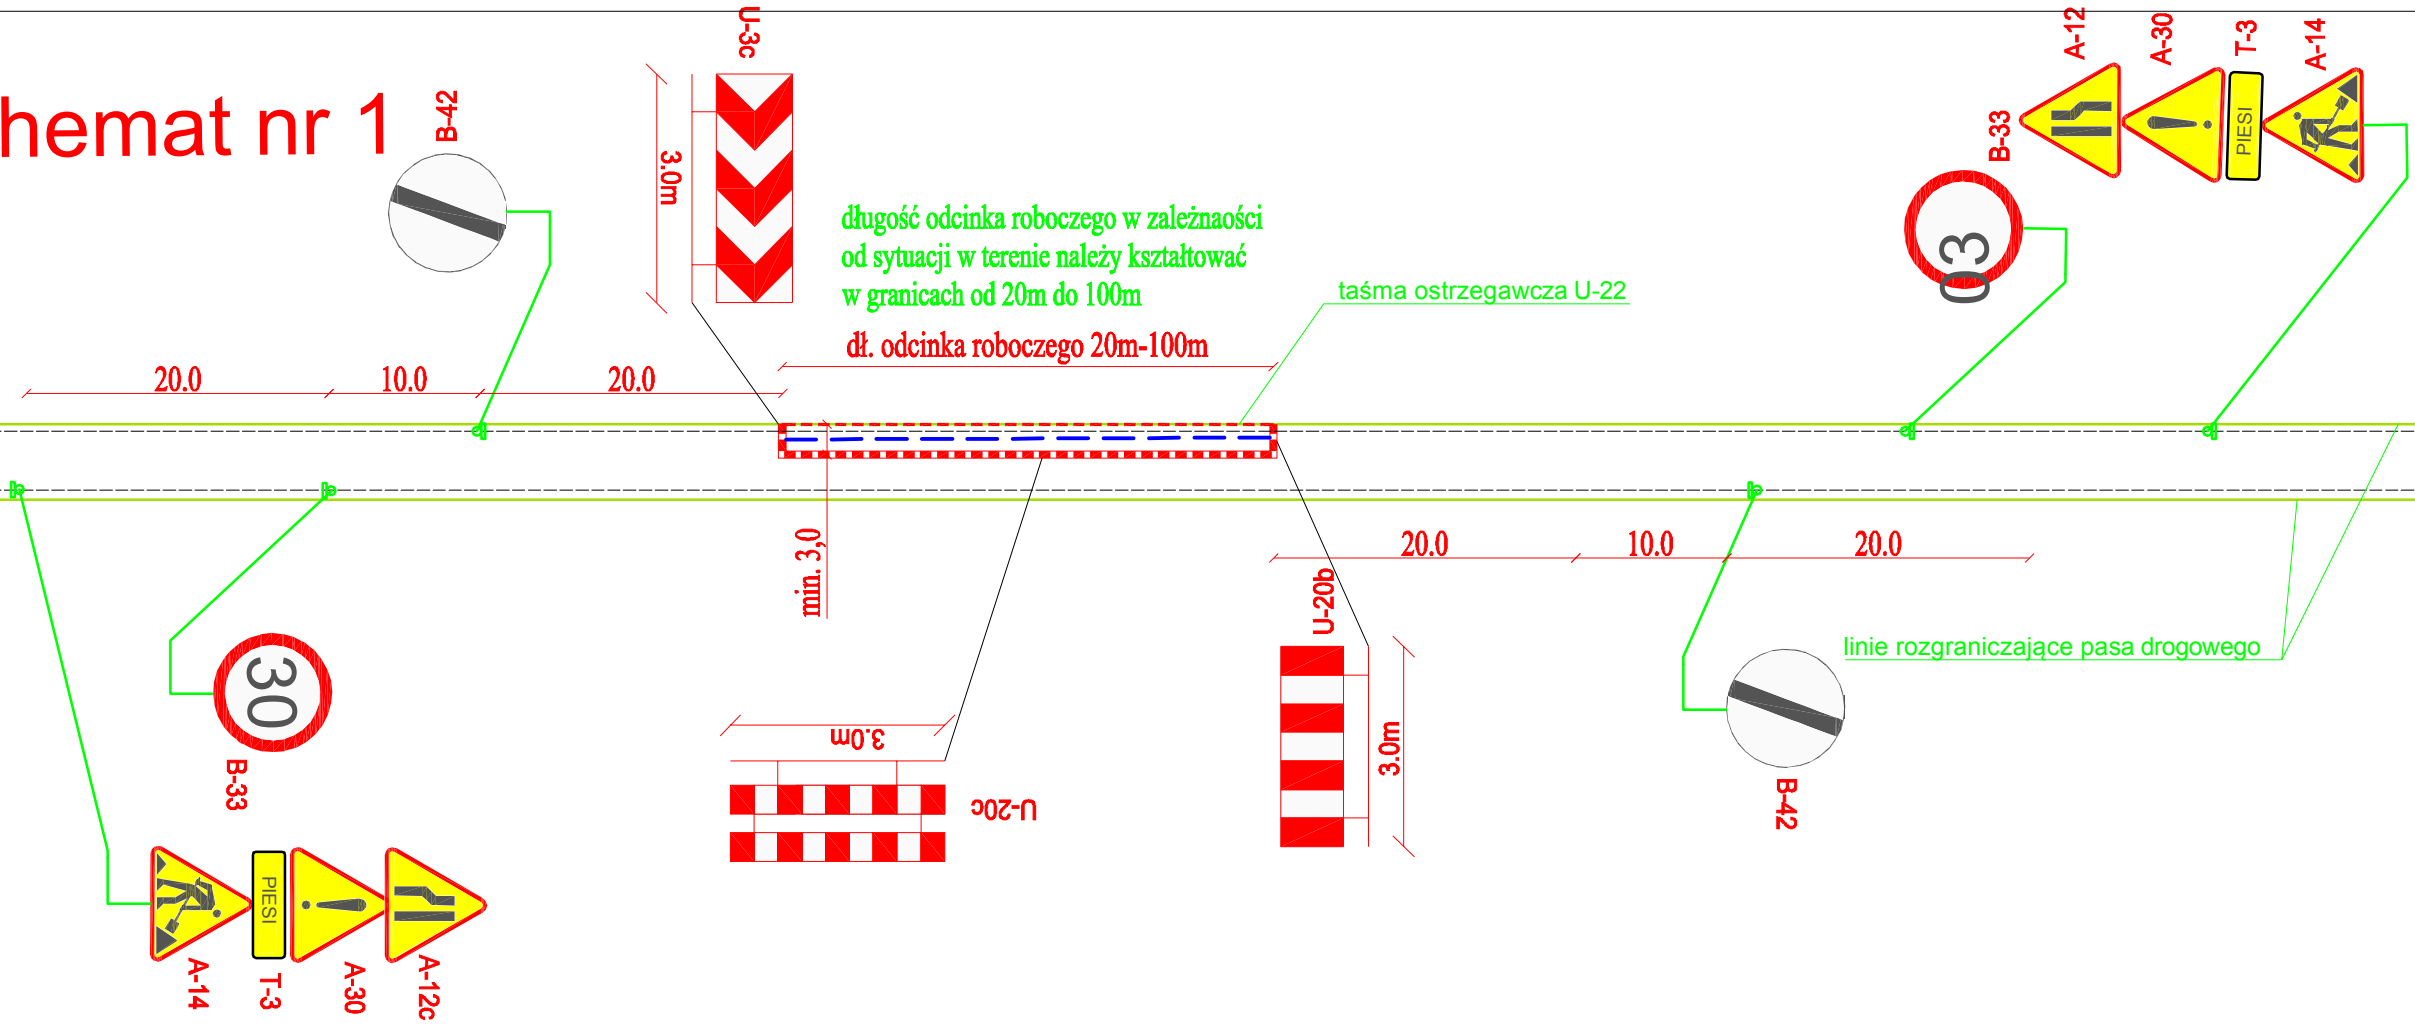 hemat nr 1
B-42
U-3c
3.0m
A-12
A-30
T-3
A-14
PIESI
B-33
30
długość odcinka roboczego w zależnaości
od sytuacji w terenie należy kształtować
w granicach od 20m do 100m
taśma ostrzegawcza U-22
dł. odcinka roboczego 20m-100m
20.0
10.0
20.0
min. 3,0
20.0
10.0
20.0
linie rozgraniczające pasa drogowego
30
B-33
3.0m
U-20c
U-20b
3.0m
B-42
PIESI
A-14
T-3
A-30
A-12c